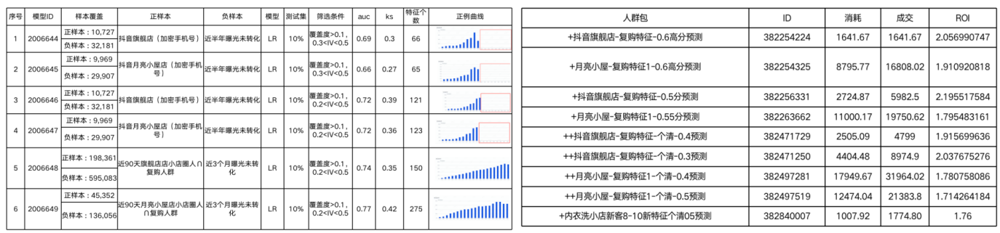 序号 模型ID 样本覆盖 正样本 负样本 模型 测试集 筛选条件 auc ks 特征个数 正例曲线
1 2006644 正样本：10,727 负样本：32,181 抖音旗舰店（加密手机号） 近半年曝光未转化 LR 10% 覆盖度>0.1，0.3<IV<0.5 0.69 0.3 66
2 2006645 正样本：9,969 负样本：29,907 抖音月亮小屋店（加密手机号） 近半年曝光未转化 LR 10% 覆盖度>0.1，0.3<IV<0.5 0.66 0.27 65
3 2006646 正样本：10,727 负样本：32,181 抖音旗舰店（加密手机号） 近半年曝光未转化 LR 10% 覆盖度>0.1，0.2<IV<0.5 0.72 0.39 121
4 2006647 正样本：9,969 负样本：29,907 抖音月亮小屋店（加密手机号） 近半年曝光未转化 LR 10% 覆盖度>0.1，0.2<IV<0.5 0.72 0.36 123
5 2006648 正样本：198,361 负样本：595,083 近90天旗舰店店小店圈人∩复购人群 近3个月曝光未转化 LR 10% 覆盖度>0.1，0.2<IV<0.5 0.74 0.35 150
6 2006649 正样本：45,352 负样本：136,056 近90天月亮小屋店小店圈人∩复购人群 近3个月曝光未转化 LR 10% 覆盖度>0.1，0.2<IV<0.5 0.77 0.42 275
人群包 ID 消耗 成交 ROI
+抖音旗舰店-复购特征-0.6高分预测 382254224 1641.67 1641.67 2.056990747
+月亮小屋-复购特征1-0.6高分预测 382254325 8795.77 16808.02 1.910920818
+抖音旗舰店-复购特征-0.5分预测 382256331 2724.87 5982.5 2.195517584
+月亮小屋-复购特征1-0.55分预测 382263662 11000.17 19750.62 1.795483161
++抖音旗舰店-复购特征-个清-0.4预测 382471729 2505.09 4799 1.915699636
++抖音旗舰店-复购特征-个清-0.3预测 382471250 4404.48 8974.9 2.037675276
++月亮小屋-复购特征1-个清-0.4预测 382497281 17949.67 31964.02 1.780758086
++月亮小屋-复购特征1-个清-0.5预测 382497519 12474.04 21383.8 1.714264184
+内衣洗小店新客8-10新特征个清05预测 382840007 1007.92 1774.80 1.76